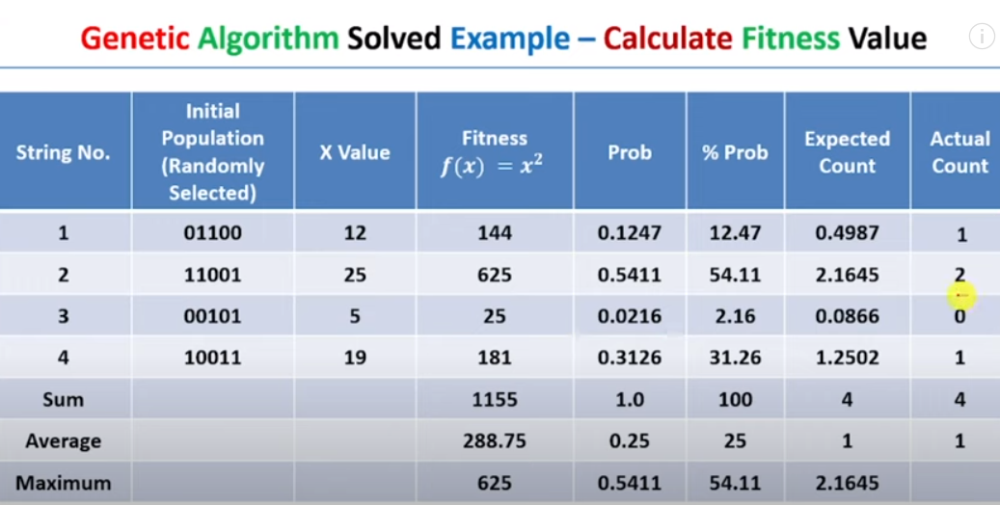 Genetic Algorithm Solved Example – Calculate Fitness Value
String No. | Initial Population (Randomly Selected) | X Value | Fitness f(x) = x² | Prob | % Prob | Expected Count | Actual Count
1 | 01100 | 12 | 144 | 0.1247 | 12.47 | 0.4987 | 1
2 | 11001 | 25 | 625 | 0.5411 | 54.11 | 2.1645 | 2
3 | 00101 | 5 | 25 | 0.0216 | 2.16 | 0.0866 | 0
4 | 10011 | 19 | 181 | 0.3126 | 31.26 | 1.2502 | 1
Sum | | | 1155 | 1.0 | 100 | 4 | 4
Average | | | 288.75 | 0.25 | 25 | 1 | 1
Maximum | | | 625 | 0.5411 | 54.11 | 2.1645 |